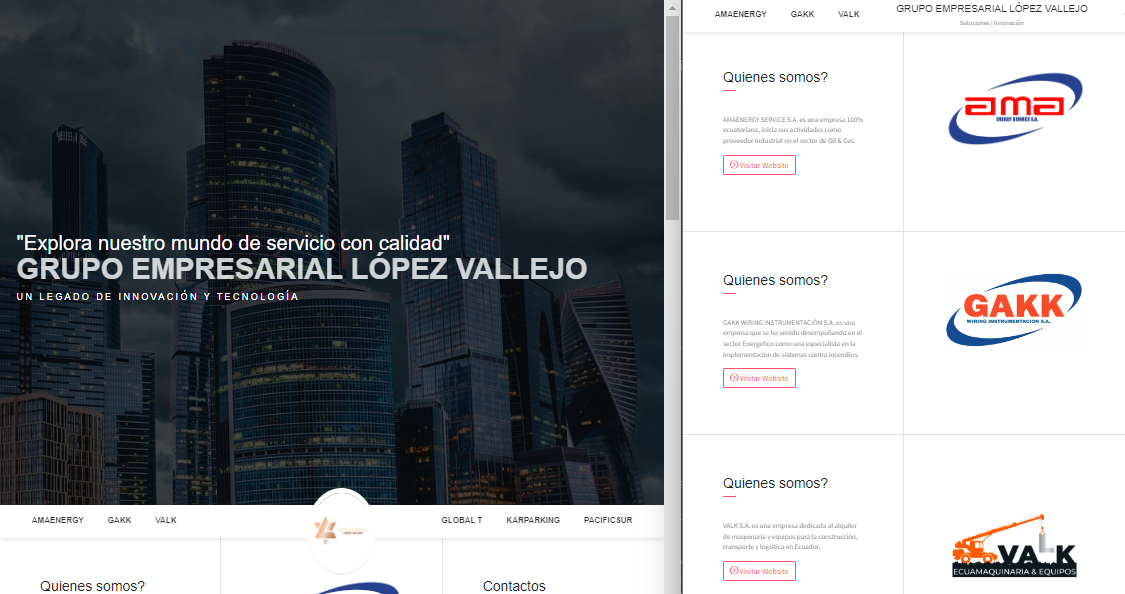 "Explora nuestro mundo de servicio con calidad"
GRUPO EMPRESARIAL LÓPEZ VALLEJO
UN LEGADO DE INNOVACIÓN Y TECNOLOGÍA
AMAENERGY GAKK VALK
GLOBAL T KARPARKING PACIFICSUR
Quienes somos?
Contactos
AMAENERGY GAKK VALK
GRUPO EMPRESARIAL LÓPEZ VALLEJO
Soluciones | Innovación
Quienes somos?
AMAENERGY SERVICE S.A. es una empresa 100%
ecuatoriana, inicia sus actividades como
proveedor industrial en el sector de Oil & Gas.
Visitar Website
ama
ENERGY SERVICE S.A.
Quienes somos?
GAKK WIRING INSTRUMENTACIÓN S.A. es una
empresa que se ha venido desempeñando en el
sector Energetico como una especialista en la
implementacion de sistemas contra incendios.
Visitar Website
GAKK
WIRING INSTRUMENTACION S.A.
Quienes somos?
VALK S.A. es una empresa dedicada al alquiler
de maquinaria y equipos para la construcción,
transporte y logística en Ecuador.
Visitar Website
VALK
ECUAMAQUINARIA & EQUIPOS